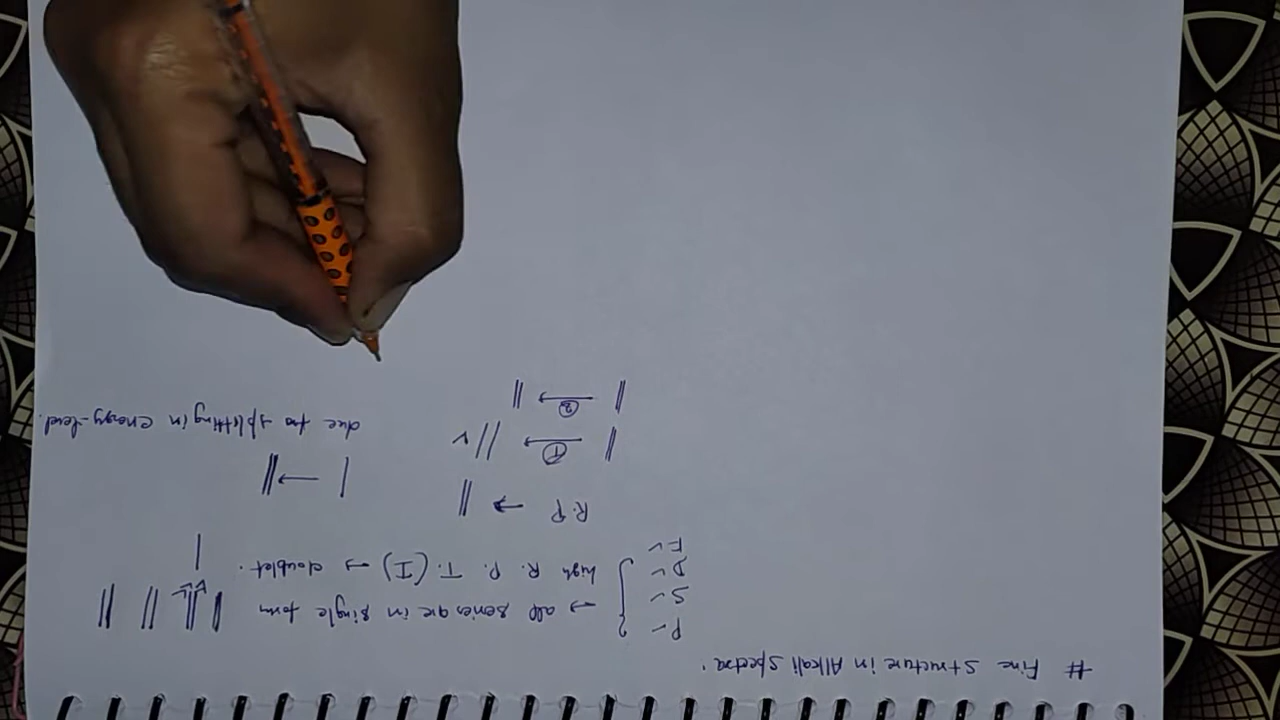 # Fine Structure in Alkali Spectra.
P✓
S✓
D✓
F✓
→ all series are in single form
high R. P. T. (I) → doublet.
R.P →
①
②
✓
due to splitting in energy-level.